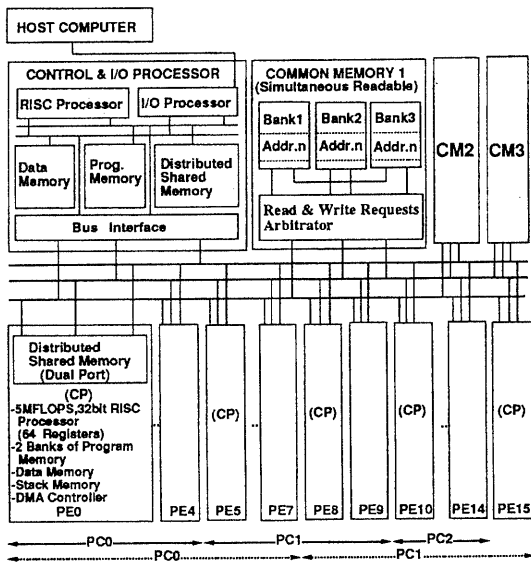 HOST COMPUTER
CONTROL & I/O PROCESSOR
RISC Processor
I/O Processor
Data
Memory
Prog.
Memory
Distributed
Shared
Memory
Bus Interface
COMMON MEMORY 1
(Simultaneous Readable)
Bank1
Bank2
Bank3
Addr.n
Addr.n
Addr.n
Read & Write Requests
Arbitrator
CM2
CM3
Distributed
Shared Memory
(Dual Port)
(CP)
-5MFLOPS,32bit RISC
Processor
(64 Registers)
-2 Banks of Program
Memory
-Data Memory
-Stack Memory
-DMA Controller
PE0
PE4
(CP)
PE5
PE7
(CP)
PE8
PE9
(CP)
PE10
PE14
(CP)
PE15
PC0
PC1
PC2
PC0
PC1